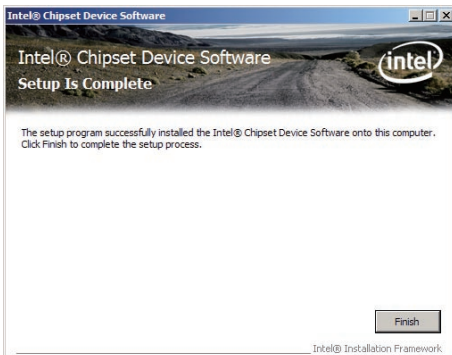 Intel® Chipset Device Software
Intel® Chipset Device Software
Setup Is Complete
intel
The setup program successfully installed the Intel® Chipset Device Software onto this computer.
Click Finish to complete the setup process.
Finish
Intel® Installation Framework